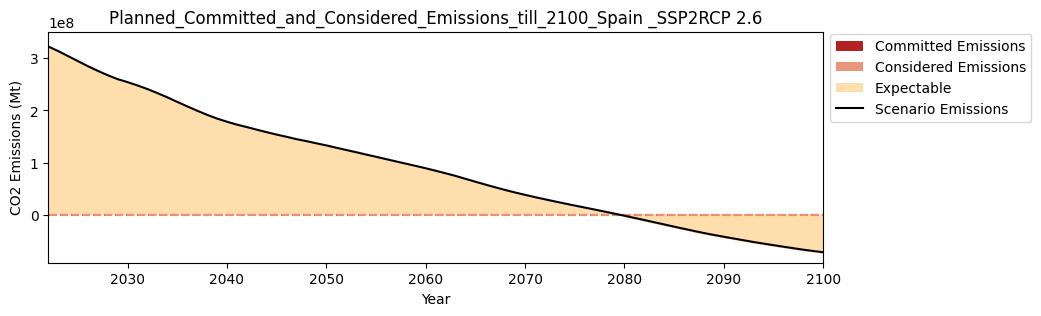 Planned_Committed_and_Considered_Emissions_till_2100_Spain _SSP2RCP 2.6
1e8
3
2
1
0
CO2 Emissions (Mt)
2030 2040 2050 2060 2070 2080 2090 2100
Year
Committed Emissions
Considered Emissions
Expectable
Scenario Emissions